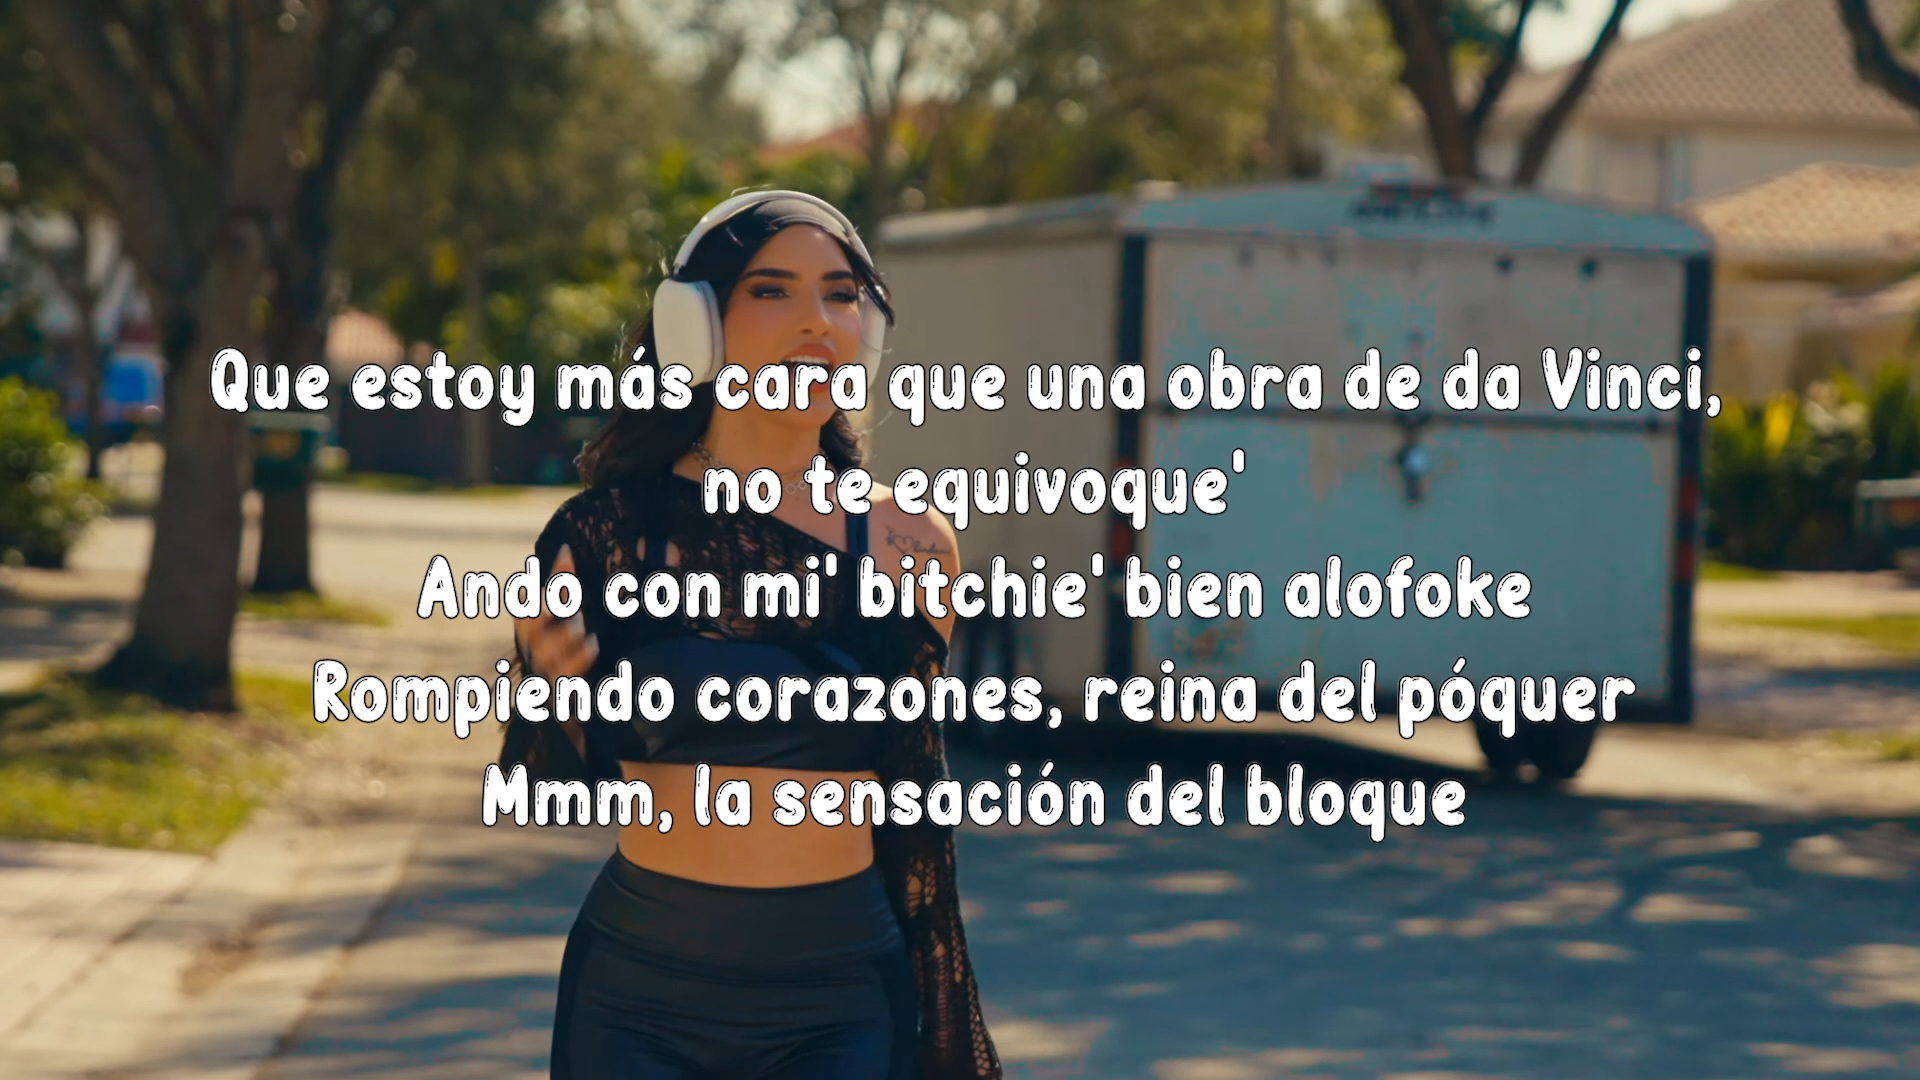 Que estoy más cara que una obra de da Vinci,
no te equivoque'
Ando con mi' bitchie' bien alofoke
Rompiendo corazones, reina del póquer
Mmm, la sensación del bloque